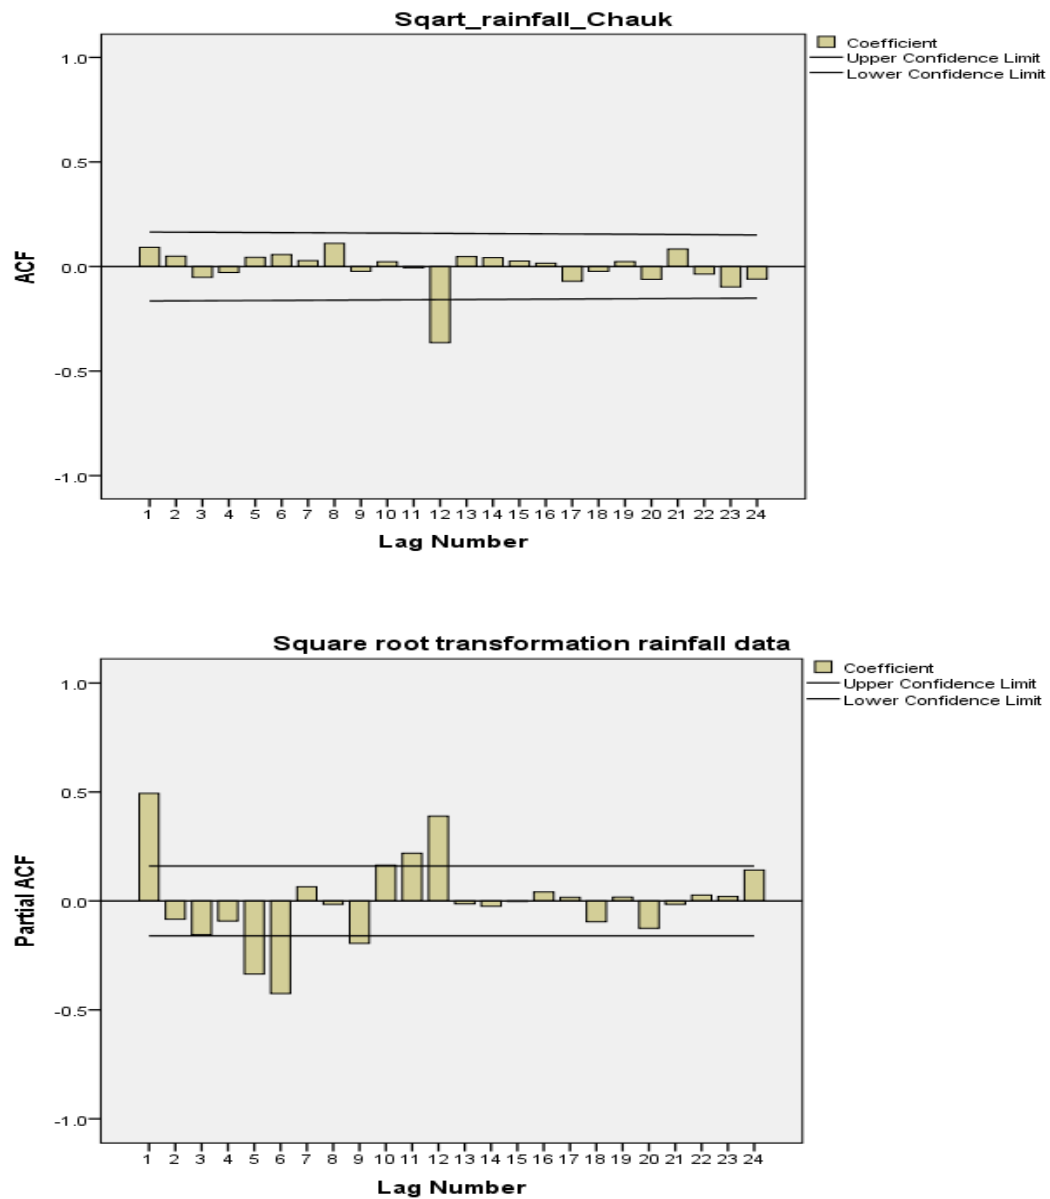 Sqart_rainfall_Chauk
Coefficient
Upper Confidence Limit
Lower Confidence Limit
1.0
0.5
0.0
-0.5
-1.0
ACF
1 2 3 4 5 6 7 8 9 10 11 12 13 14 15 16 17 18 19 20 21 22 23 24
Lag Number
Square root transformation rainfall data
Coefficient
Upper Confidence Limit
Lower Confidence Limit
1.0
0.5
0.0
-0.5
-1.0
Partial ACF
1 2 3 4 5 6 7 8 9 10 11 12 13 14 15 16 17 18 19 20 21 22 23 24
Lag Number